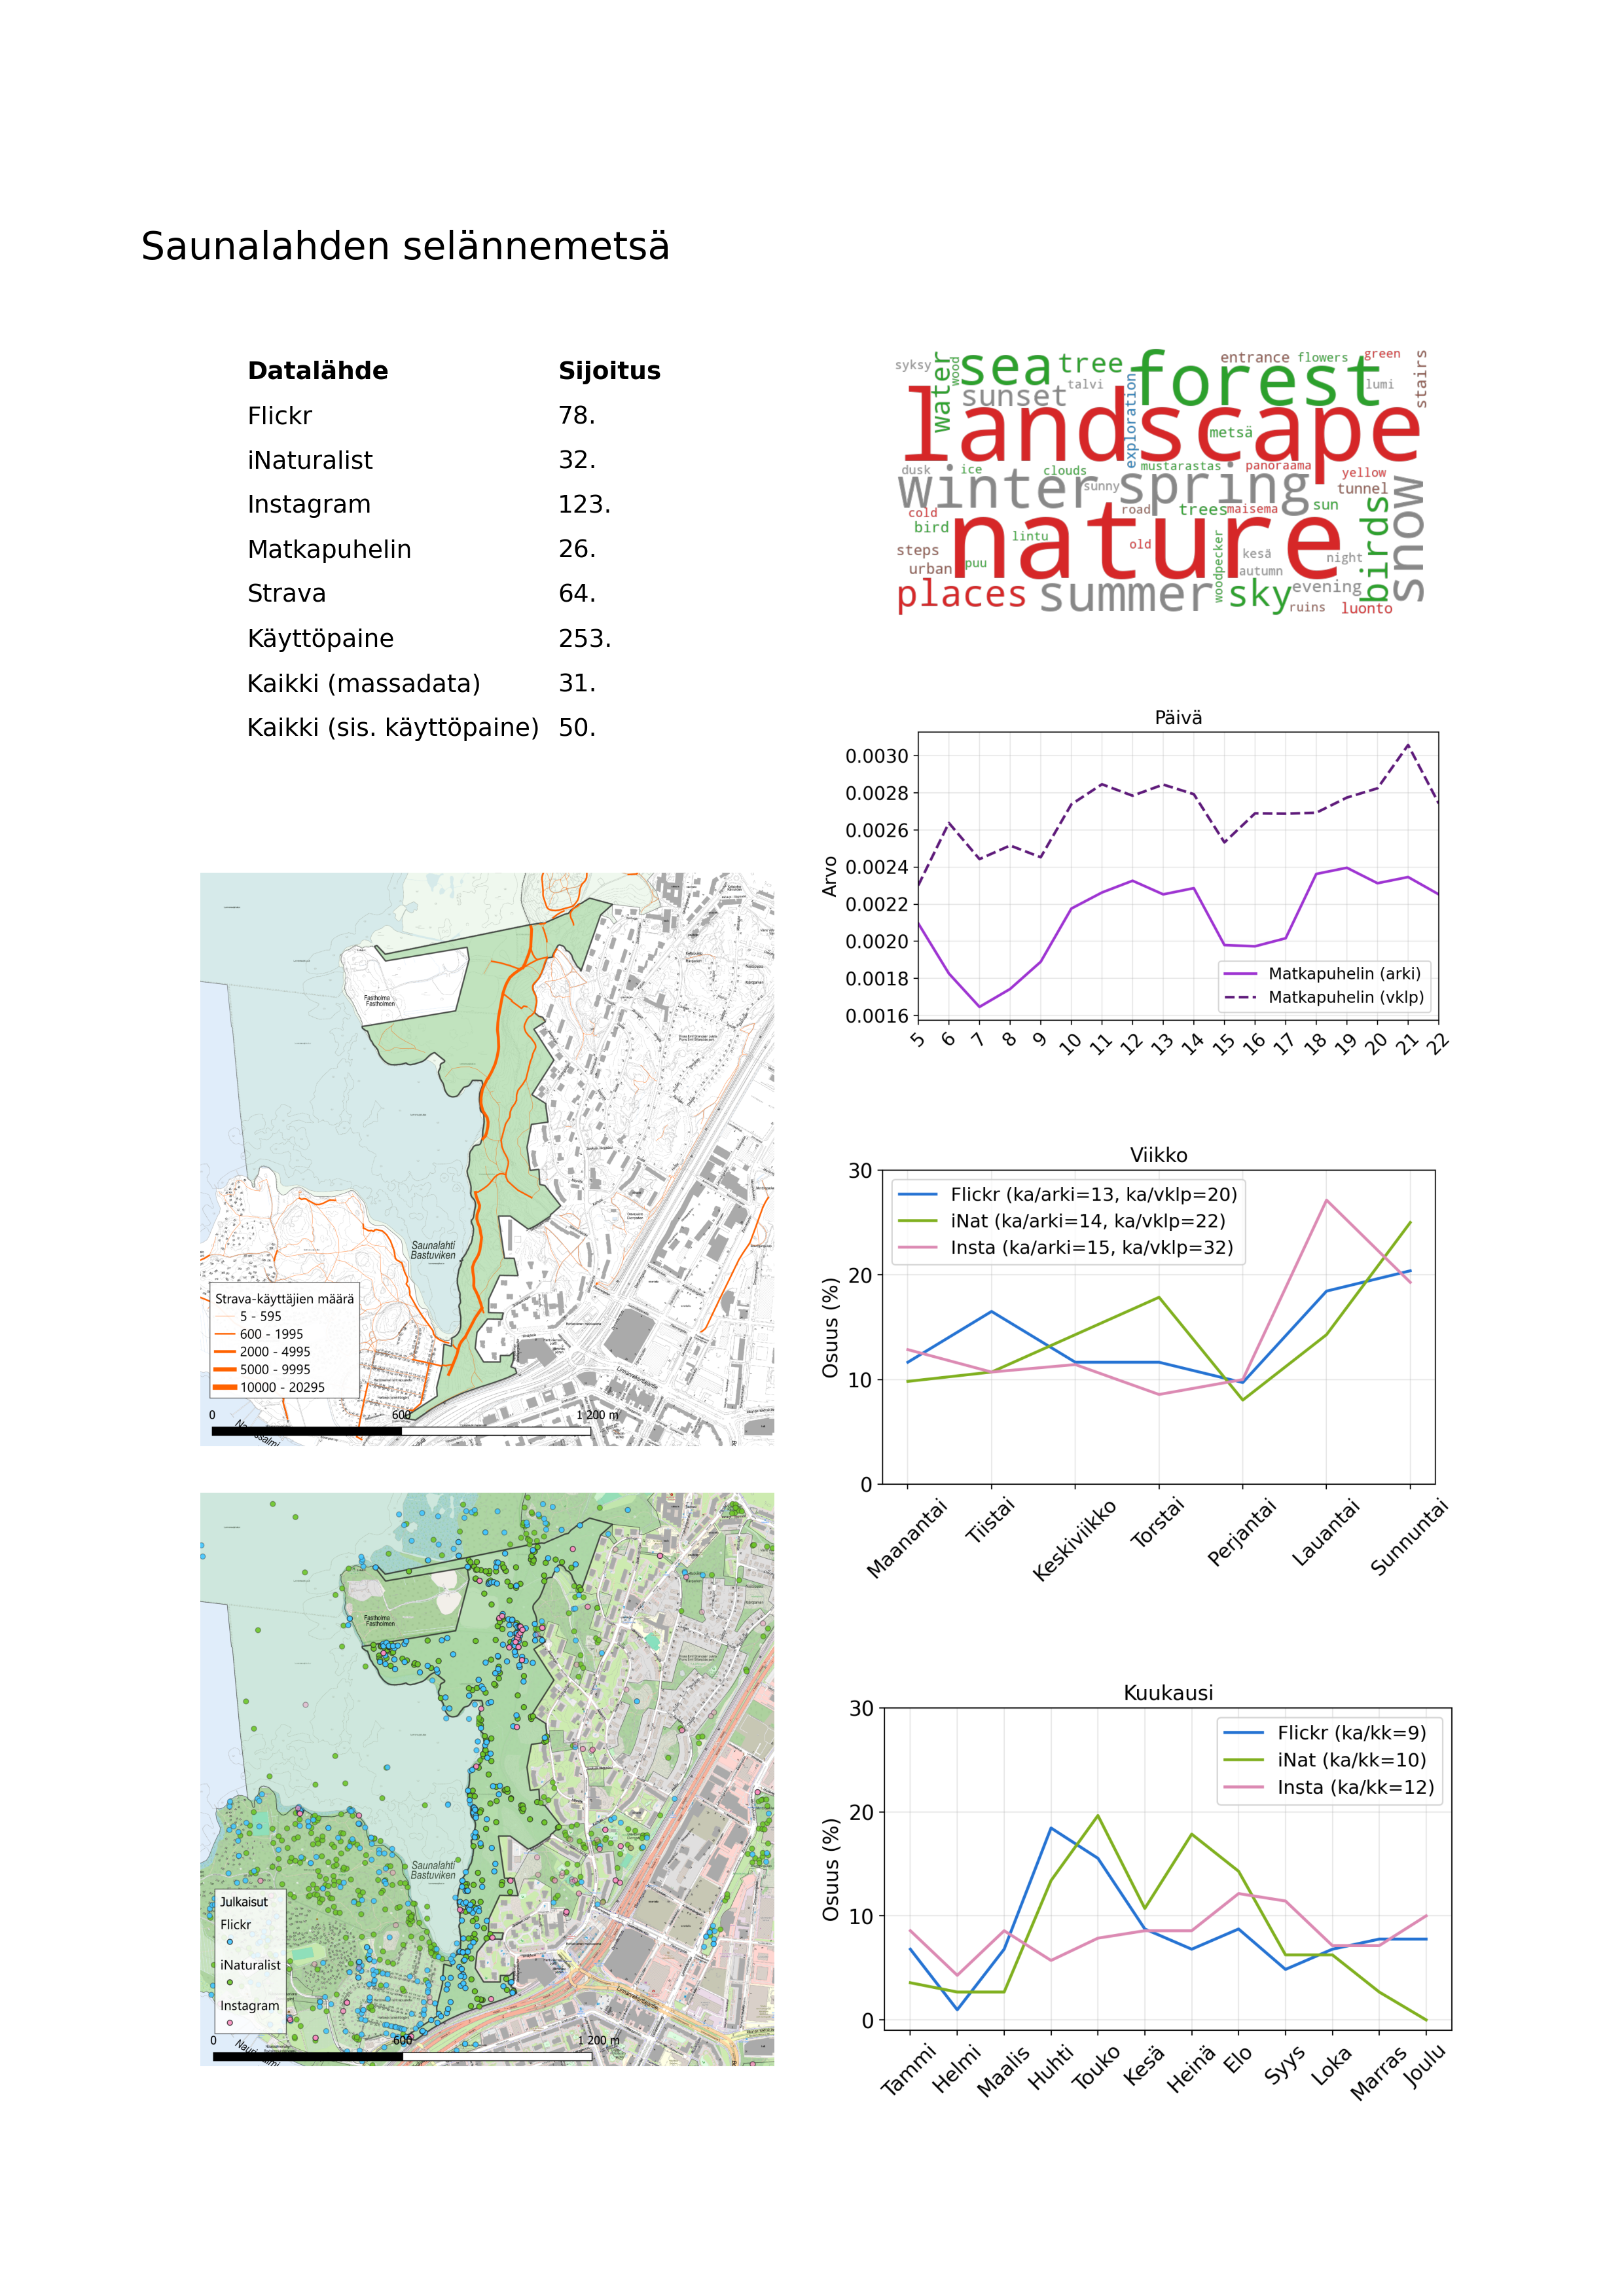 Saunalahden selännemetsä
Datalähde Sijoitus
Flickr 78.
iNaturalist 32.
Instagram 123.
Matkapuhelin 26.
Strava 64.
Käyttöpaine 253.
Kaikki (massadata) 31.
Kaikki (sis. käyttöpaine) 50.
syksy water wood sea tree entrance flowers green stairs
sunset talvi exploration forest lumi
landscape
metsä
dusk ice clouds mustarastas panoraama yellow
winter sunny spring tunnel snow
cold road trees maisema sun birds
bird nature
lintu old
steps woodpecker kesä night
urban puu autumn
places summer sky evening
ruins luonto
Päivä
Arvo
0.0030
0.0028
0.0026
0.0024
0.0022
0.0020
0.0018
0.0016
Matkapuhelin (arki)
Matkapuhelin (vklp)
5 6 7 8 9 10 11 12 13 14 15 16 17 18 19 20 21 22
Fastholma
Fastholmen
Saunalahti
Bastuviken
Strava-käyttäjien määrä
5 - 595
600 - 1995
2000 - 4995
5000 - 9995
10000 - 20295
0 600 1 200 m
Viikko
Osuus (%)
30
20
10
0
Flickr (ka/arki=13, ka/vklp=20)
iNat (ka/arki=14, ka/vklp=22)
Insta (ka/arki=15, ka/vklp=32)
Maanantai Tiistai Keskiviikko Torstai Perjantai Lauantai Sunnuntai
Fastholma
Fastholmen
Saunalahti
Bastuviken
Julkaisut
Flickr
iNaturalist
Instagram
0 600 1 200 m
Kuukausi
Osuus (%)
30
20
10
0
Flickr (ka/kk=9)
iNat (ka/kk=10)
Insta (ka/kk=12)
Tammi Helmi Maalis Huhti Touko Kesä Heinä Elo Syys Loka Marras Joulu